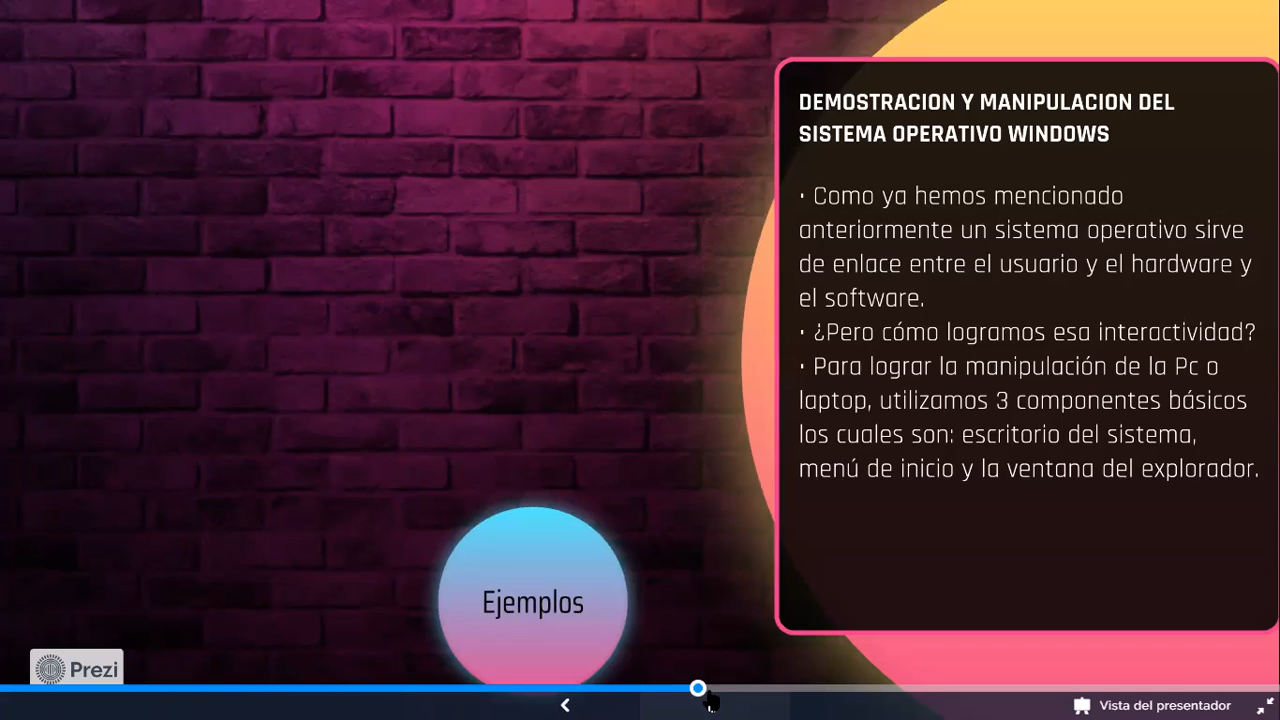 DEMOSTRACION Y MANIPULACION DEL
SISTEMA OPERATIVO WINDOWS
• Como ya hemos mencionado
anteriormente un sistema operativo sirve
de enlace entre el usuario y el hardware y
el software.
• ¿Pero cómo logramos esa interactividad?
• Para lograr la manipulación de la Pc o
laptop, utilizamos 3 componentes básicos
los cuales son: escritorio del sistema,
menú de inicio y la ventana del explorador.
Ejemplos
Prezi
Vista del presentador